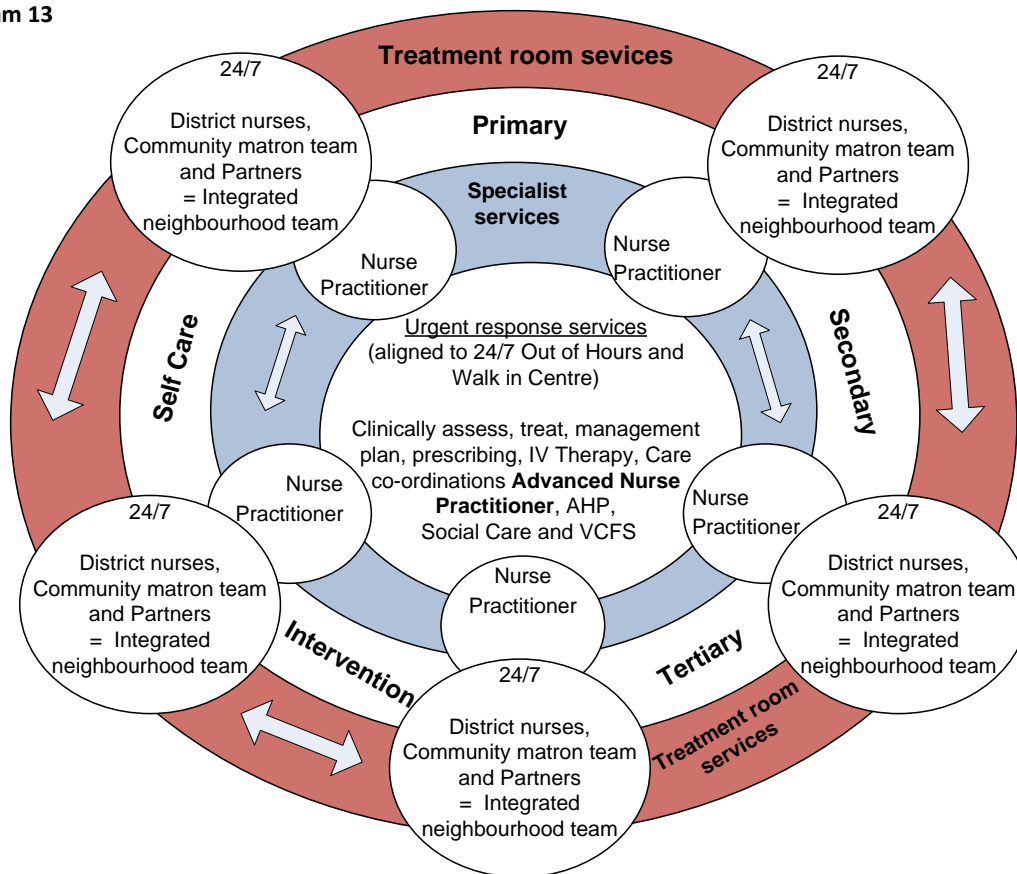 am 13
Treatment room sevices
24/7
District nurses,
Community matron team
and Partners
= Integrated
neighbourhood team
24/7
District nurses,
Community matron team
and Partners
= Integrated
neighbourhood team
Primary
Specialist
services
Nurse
Practitioner
Nurse
Practitioner
Self Care
Secondary
Urgent response services
(aligned to 24/7 Out of Hours and
Walk in Centre)
Clinically assess, treat, management
plan, prescribing, IV Therapy, Care
co-ordinations Advanced Nurse
Practitioner, AHP,
Social Care and VCFS
Nurse
Practitioner
Nurse
Practitioner
Nurse
Practitioner
24/7
District nurses,
Community matron team
and Partners
= Integrated
neighbourhood team
24/7
District nurses,
Community matron team
and Partners
= Integrated
neighbourhood team
Intervention
Tertiary
Treatment room
services
24/7
District nurses,
Community matron team
and Partners
= Integrated
neighbourhood team